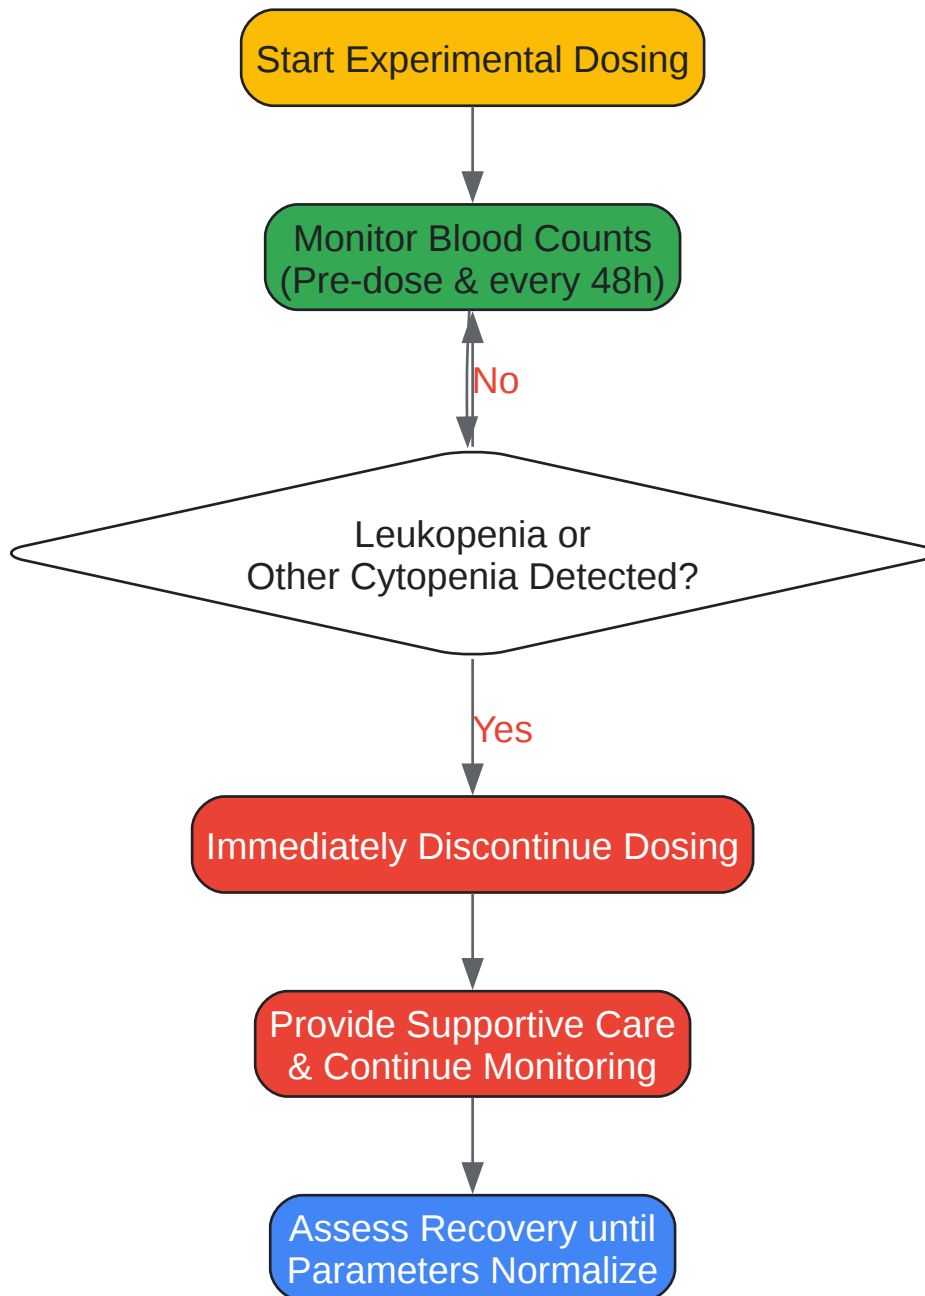 Start Experimental Dosing
Monitor Blood Counts
(Pre-dose & every 48h)
No
Leukopenia or
Other Cytopenia Detected?
Yes
Immediately Discontinue Dosing
Provide Supportive Care
& Continue Monitoring
Assess Recovery until
Parameters Normalize